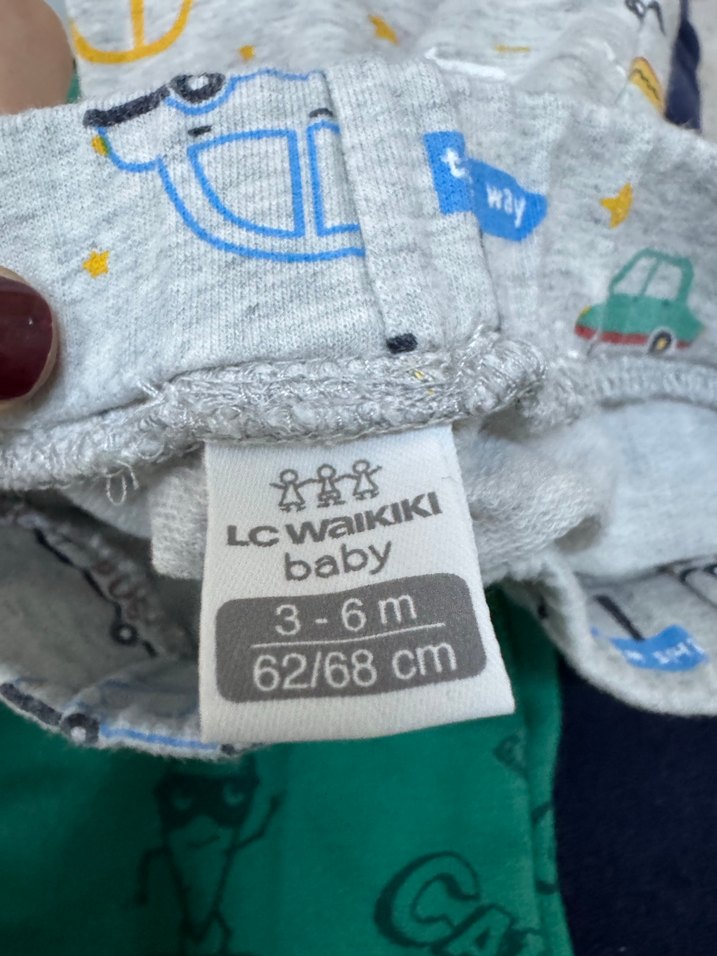 way
LC WAIKIKI
baby
3 - 6 m
62/68 cm